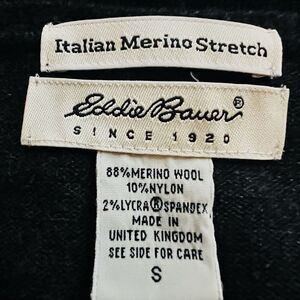 Italian Merino Stretch
Eddie Bauer®
SINCE 1920
88%MERINO WOOL
10%NYLON
2%LYCRA®SPANDEX
MADE IN
UNITED KINGDOM
SEE SIDE FOR CARE
S